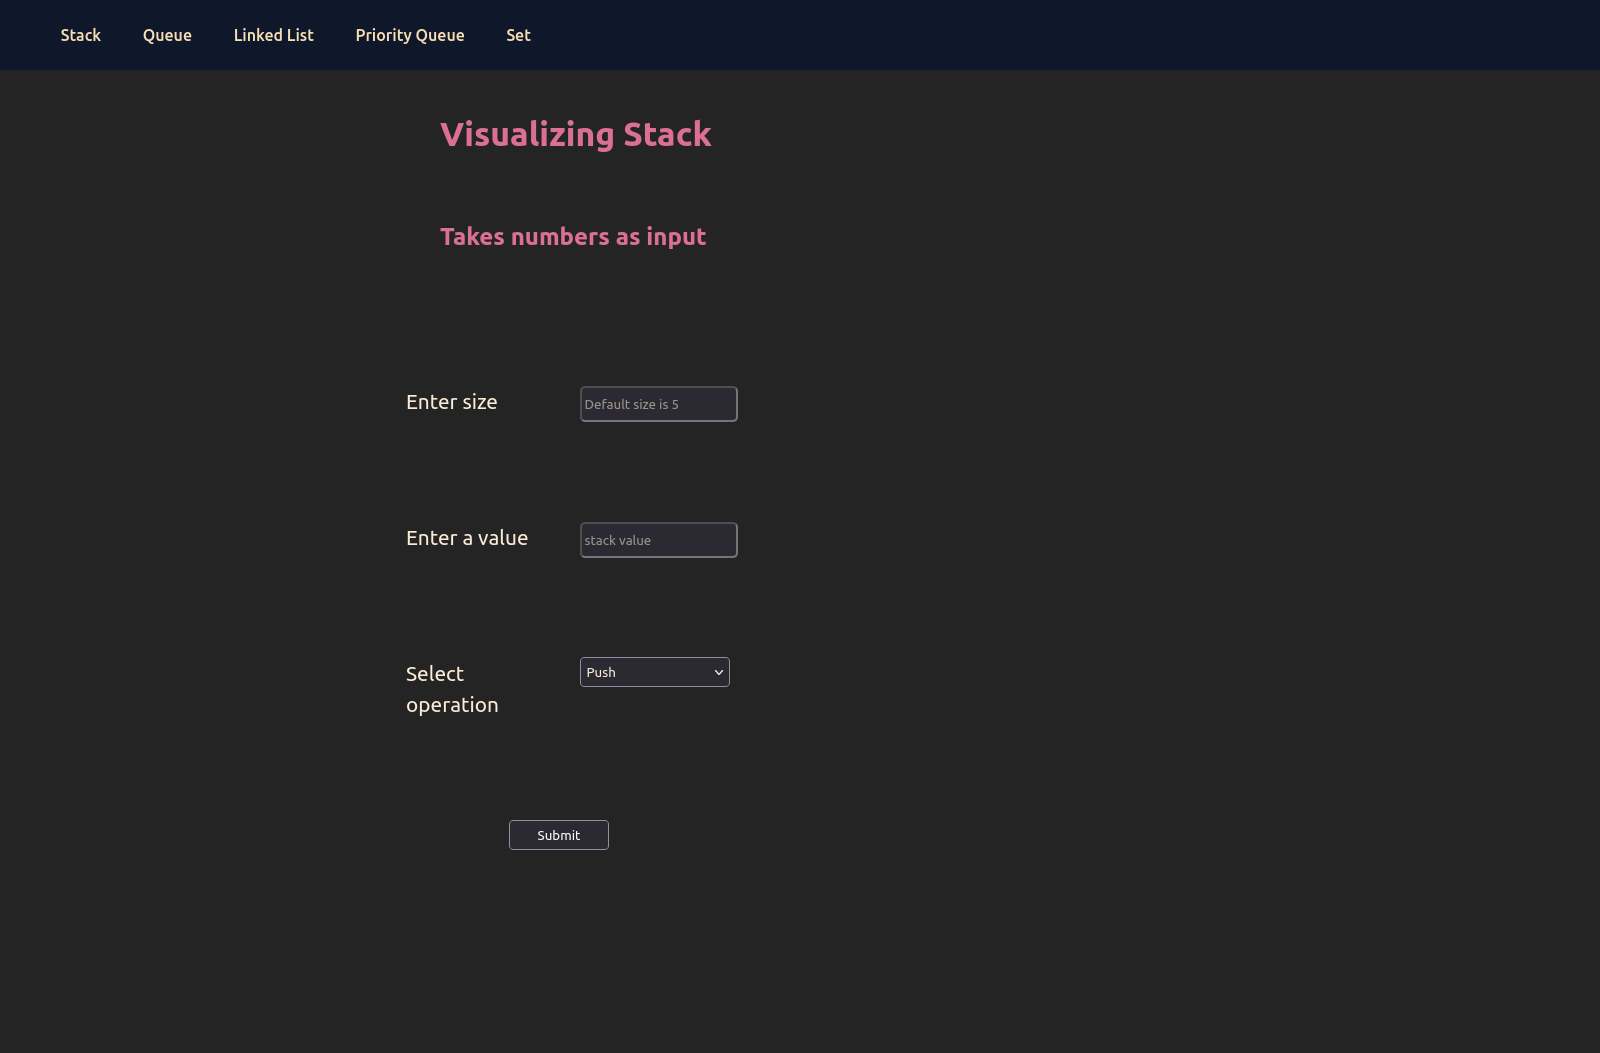 Stack Queue Linked List Priority Queue Set
Visualizing Stack
Takes numbers as input
Enter size Default size is 5
Enter a value stack value
Select Push
operation
Submit